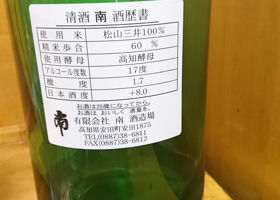 清酒 南 酒歴書
使用米 松山三井100%
精米歩合 60 %
使用酵母 高知酵母
アルコール度数 17度
酸度 1.7
日本酒度 +8.0
お酒は20歳になってから。
お酒は おいしく 適量を。
南 有限会社 南 酒造場
高知県安田町安田1875
TEL(0887)38-6811
FAX(0887)38-6812